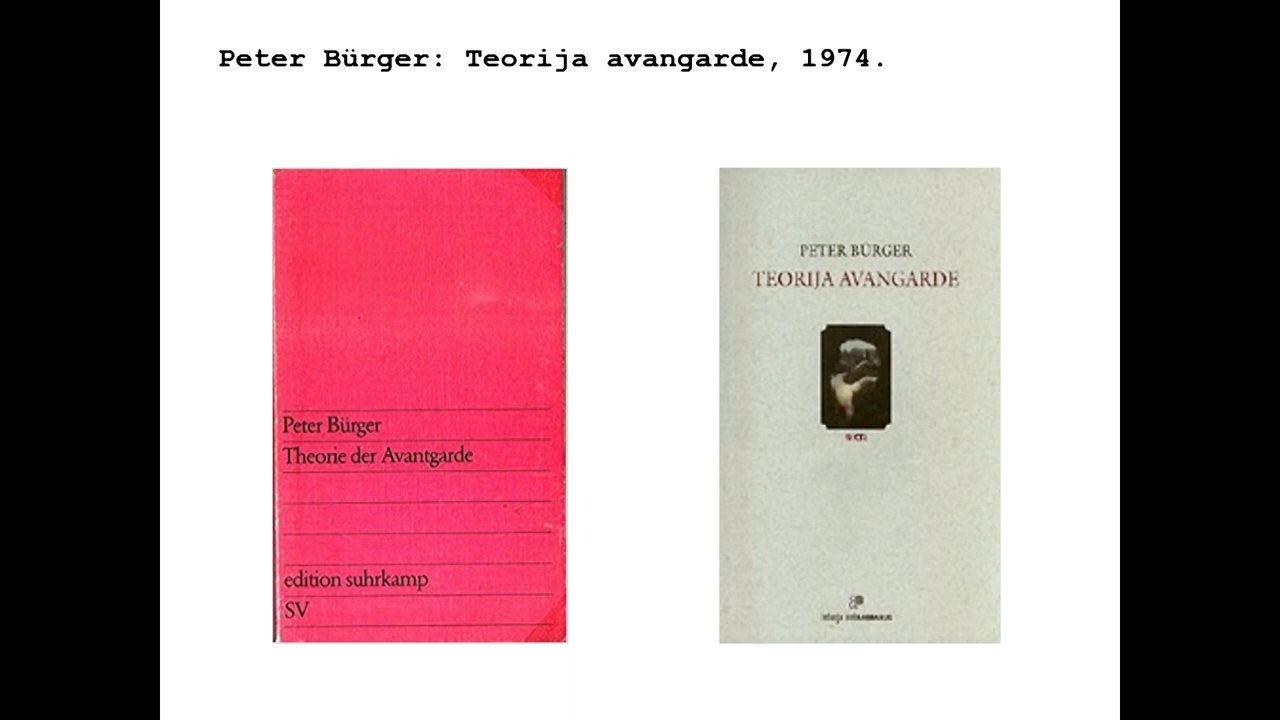 Peter Bürger: Teorija avangarde, 1974.
Peter Bürger
Theorie der Avantgarde
edition suhrkamp
SV
PETER BÜRGER
TEORIJA AVANGARDE